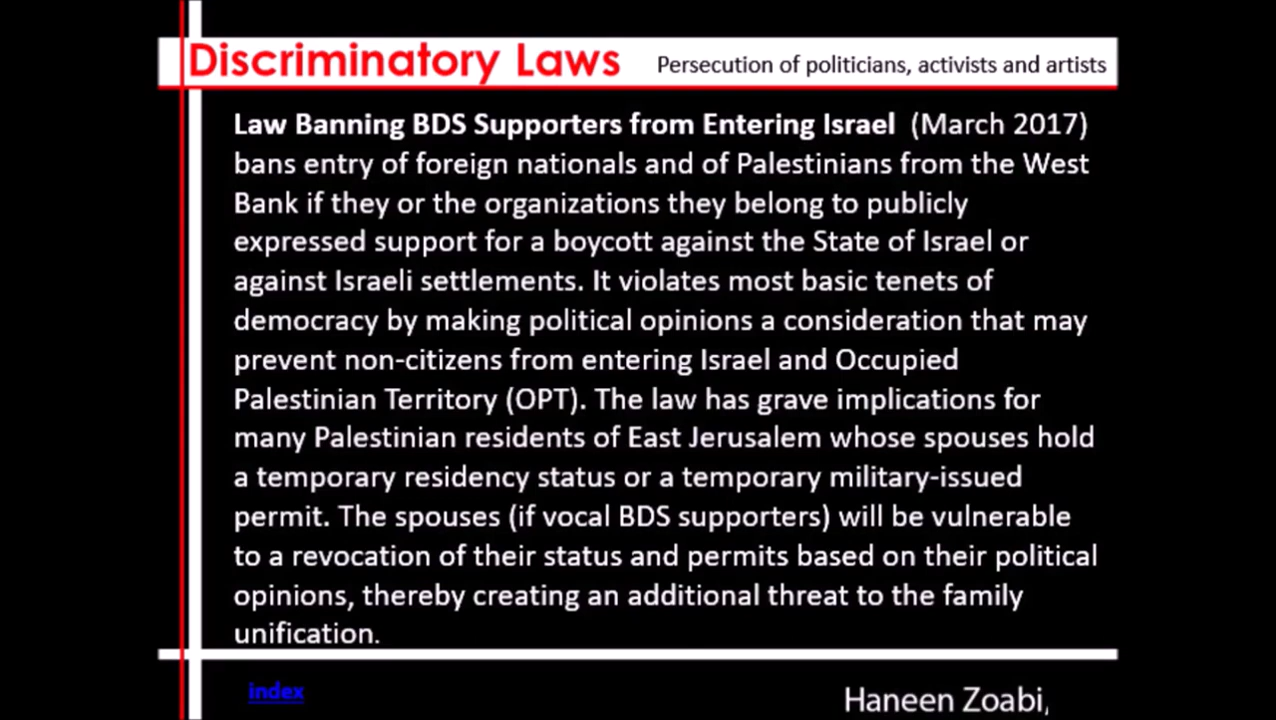 Discriminatory Laws Persecution of politicians, activists and artists
Law Banning BDS Supporters from Entering Israel (March 2017)
bans entry of foreign nationals and of Palestinians from the West
Bank if they or the organizations they belong to publicly
expressed support for a boycott against the State of Israel or
against Israeli settlements. It violates most basic tenets of
democracy by making political opinions a consideration that may
prevent non-citizens from entering Israel and Occupied
Palestinian Territory (OPT). The law has grave implications for
many Palestinian residents of East Jerusalem whose spouses hold
a temporary residency status or a temporary military-issued
permit. The spouses (if vocal BDS supporters) will be vulnerable
to a revocation of their status and permits based on their political
opinions, thereby creating an additional threat to the family
unification.
index
Haneen Zoabi,